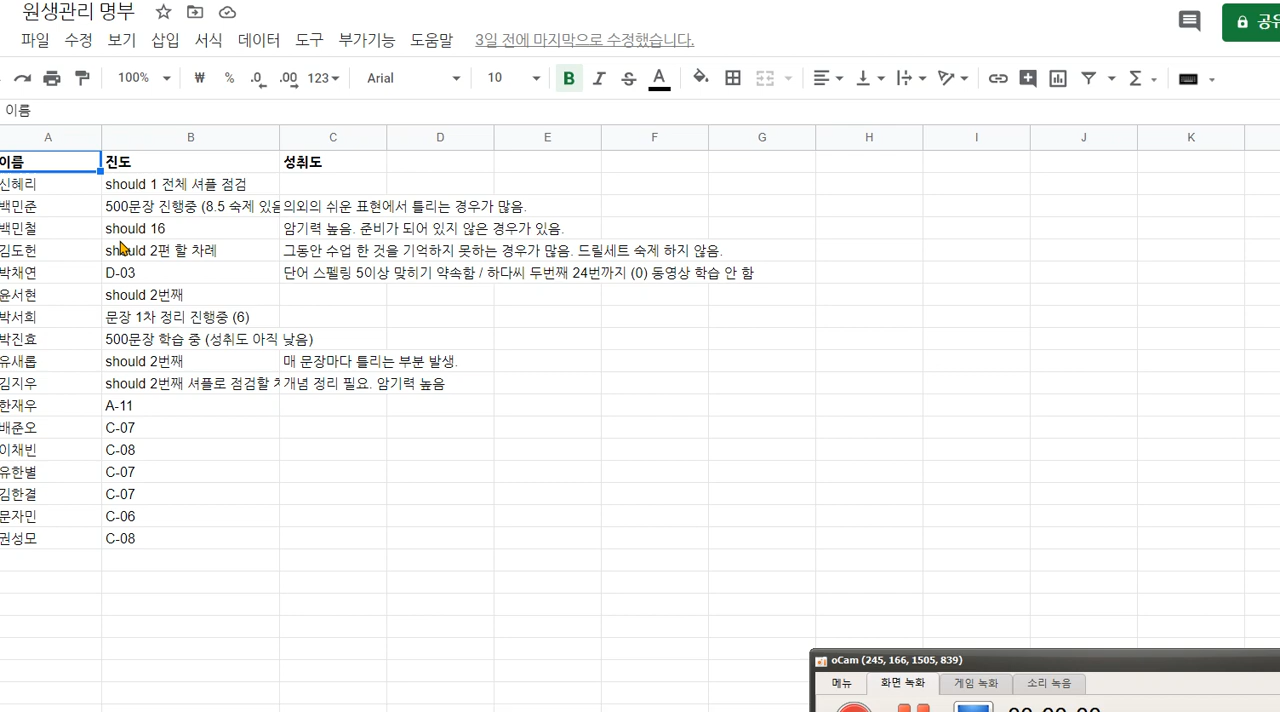 원생관리 명부
파일 수정 보기 삽입 서식 데이터 도구 부가기능 도움말 3일 전에 마지막으로 수정했습니다. 공유
100% ₩ % .0 .00 123 Arial 10 B I S A Σ
이름
A B C D E F G H I J K
이름 진도 성취도
신혜리 should 1 전체 셔플 점검
백민준 500문장 진행중 (8.5 숙제 있음 의외의 쉬운 표현에서 틀리는 경우가 많음.
백민철 should 16 암기력 높음. 준비가 되어 있지 않은 경우가 있음.
김도헌 should 2편 할 차례 그동안 수업 한 것을 기억하지 못하는 경우가 많음. 드릴세트 숙제 하지 않음.
박채연 D-03 단어 스펠링 5이상 맞히기 약속함 / 하다씨 두번째 24번까지 (0) 동영상 학습 안 함
윤서현 should 2번째
박서희 문장 1차 정리 진행중 (6)
박진효 500문장 학습 중 (성취도 아직 낮음)
유새롭 should 2번째 매 문장마다 틀리는 부분 발생.
김지우 should 2번째 셔플로 점검할 개념 정리 필요. 암기력 높음
한재우 A-11
배준오 C-07
이채빈 C-08
유한별 C-07
김한결 C-07
문자민 C-06
권성모 C-08
oCam (245, 166, 1505, 839)
메뉴 화면 녹화 게임 녹화 소리 녹음
00:00:00